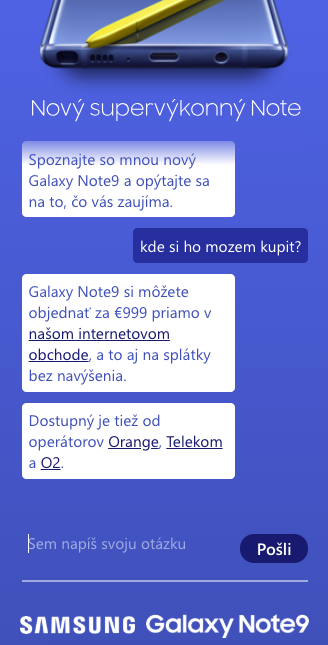 Nový supervýkonný Note
Spoznajte so mnou nový
Galaxy Note9 a opýtajte sa
na to, čo vás zaujíma.
kde si ho mozem kupit?
Galaxy Note9 si môžete
objednať za €999 priamo v
našom internetovom
obchode, a to aj na splátky
bez navýšenia.
Dostupný je tiež od
operátorov Orange, Telekom
a O2.
Sem napíš svoju otázku
Pošli
SAMSUNG Galaxy Note9